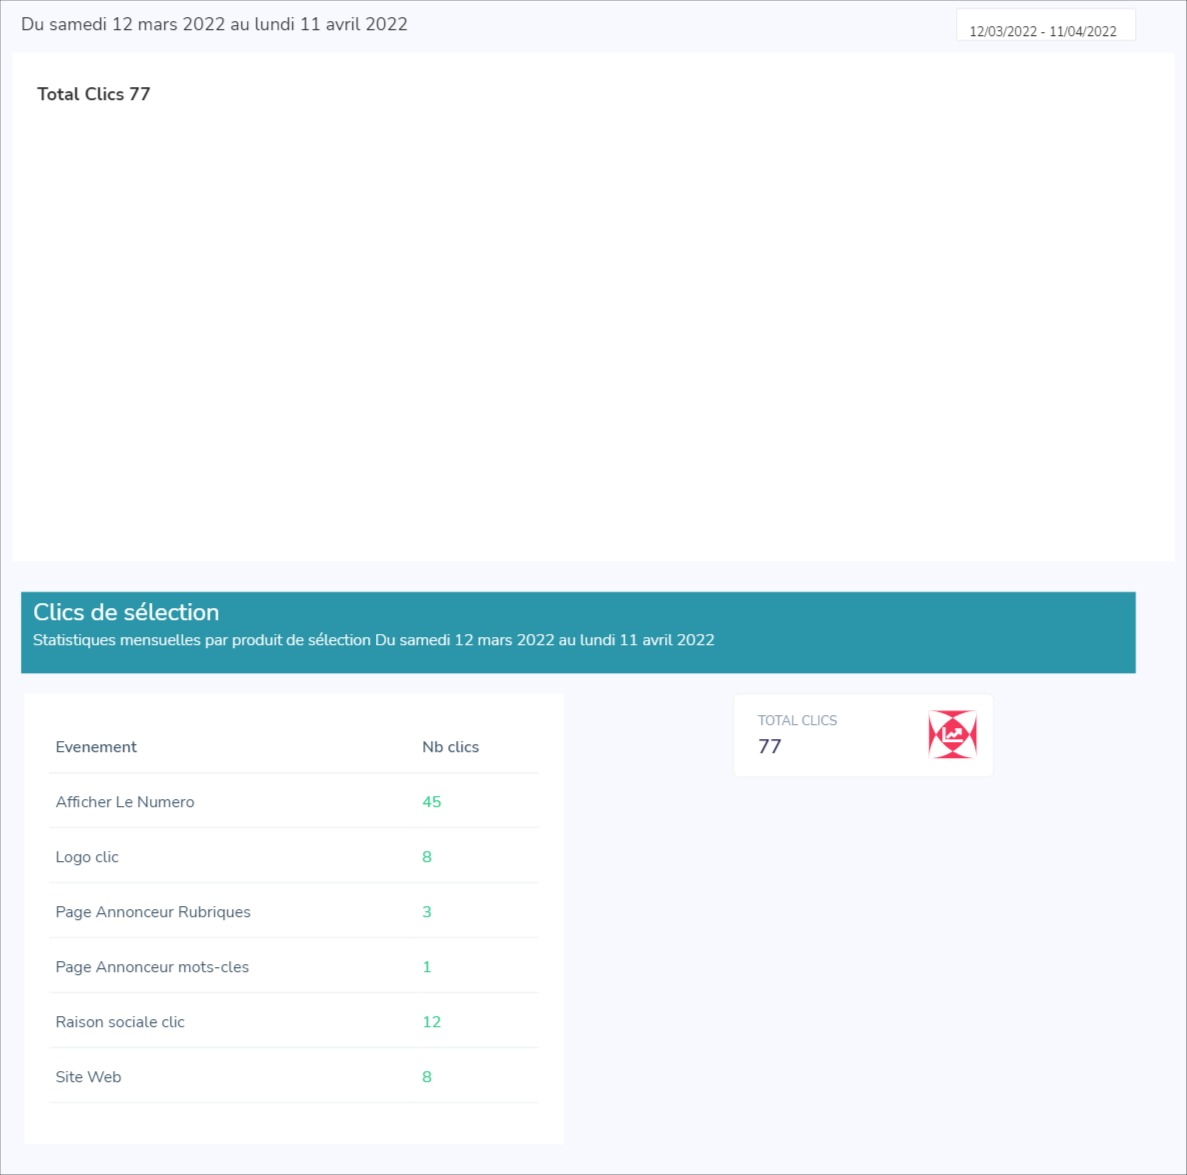 Du samedi 12 mars 2022 au lundi 11 avril 2022
12/03/2022 - 11/04/2022
Total Clics 77
Clics de sélection
Statistiques mensuelles par produit de sélection Du samedi 12 mars 2022 au lundi 11 avril 2022
Evenement Nb clics
Afficher Le Numero 45
Logo clic 8
Page Annonceur Rubriques 3
Page Annonceur mots-cles 1
Raison sociale clic 12
Site Web 8
TOTAL CLICS
77